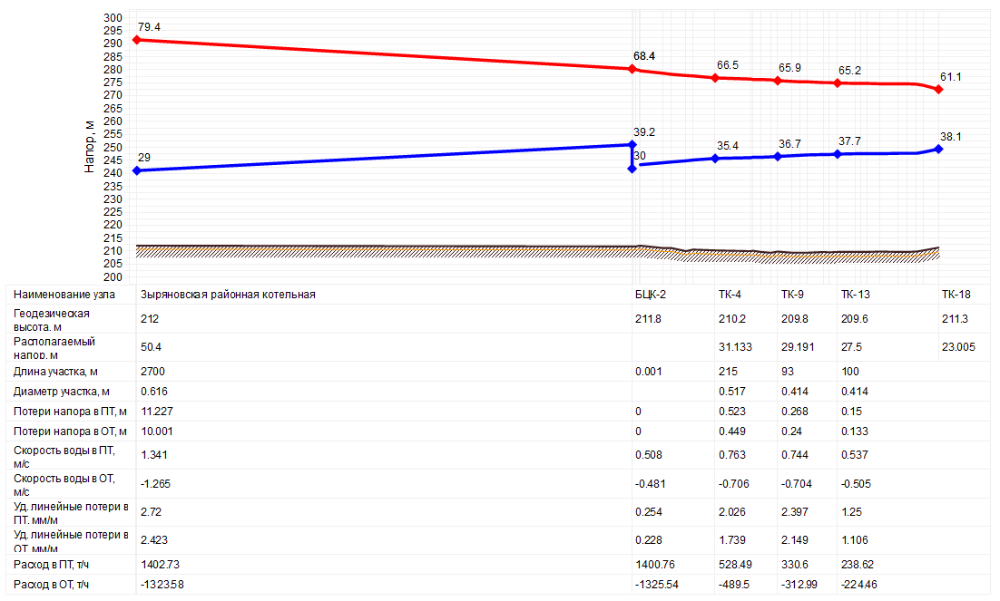 300
295
79.4
290
285
68.4
280
66.5
65.9
65.2
61.1
275
270
265
260
255
39.2
38.1
37.7
36.7
35.4
250
Напор, м
245
29
30
240
235
230
225
220
215
210
205
200
Наименование узла Зыряновская районная котельная БЦК-2 ТК-4 ТК-9 ТК-13 ТК-18
Геодезическая
высота, м 212 211.8 210.2 209.8 209.6 211.3
Располагаемый
напор, м 50.4 31.133 29.191 27.5 23.005
Длина участка, м 2700 0.001 215 93 100
Диаметр участка, м 0.616 0.517 0.414 0.414
Потери напора в ПТ, м 11.227 0 0.523 0.268 0.15
Потери напора в ОТ, м 10.001 0 0.449 0.24 0.133
Скорость воды в ПТ,
м/с 1.341 0.508 0.763 0.744 0.537
Скорость воды в ОТ,
м/с -1.265 -0.481 -0.706 -0.704 -0.505
Уд. линейные потери в
ПТ, мм/м 2.72 0.254 2.026 2.397 1.25
Уд. линейные потери в
ОТ, мм/м 2.423 0.228 1.739 2.149 1.106
Расход в ПТ, т/ч 1402.73 1400.76 528.49 330.6 238.62
Расход в ОТ, т/ч -1323.58 -1325.54 -489.5 -312.99 -224.46